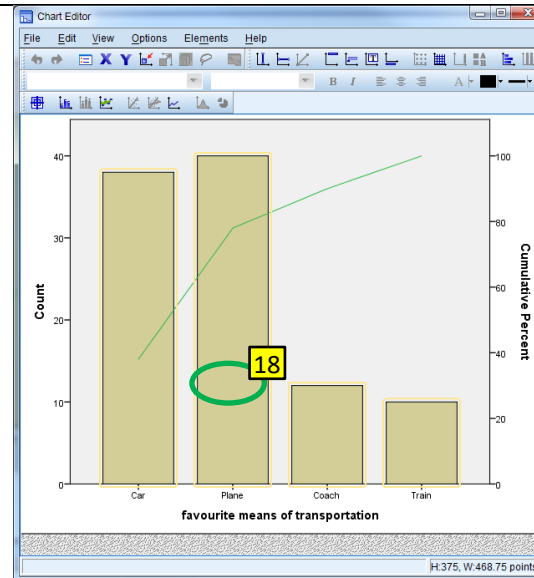 Chart Editor
File Edit View Options Elements Help
X Y
B I A
40
30
20
10
0
Count
18
100
80
60
40
20
0
Cumulative Percent
Car Plane Coach Train
favourite means of transportation
H:375, W:468.75 points